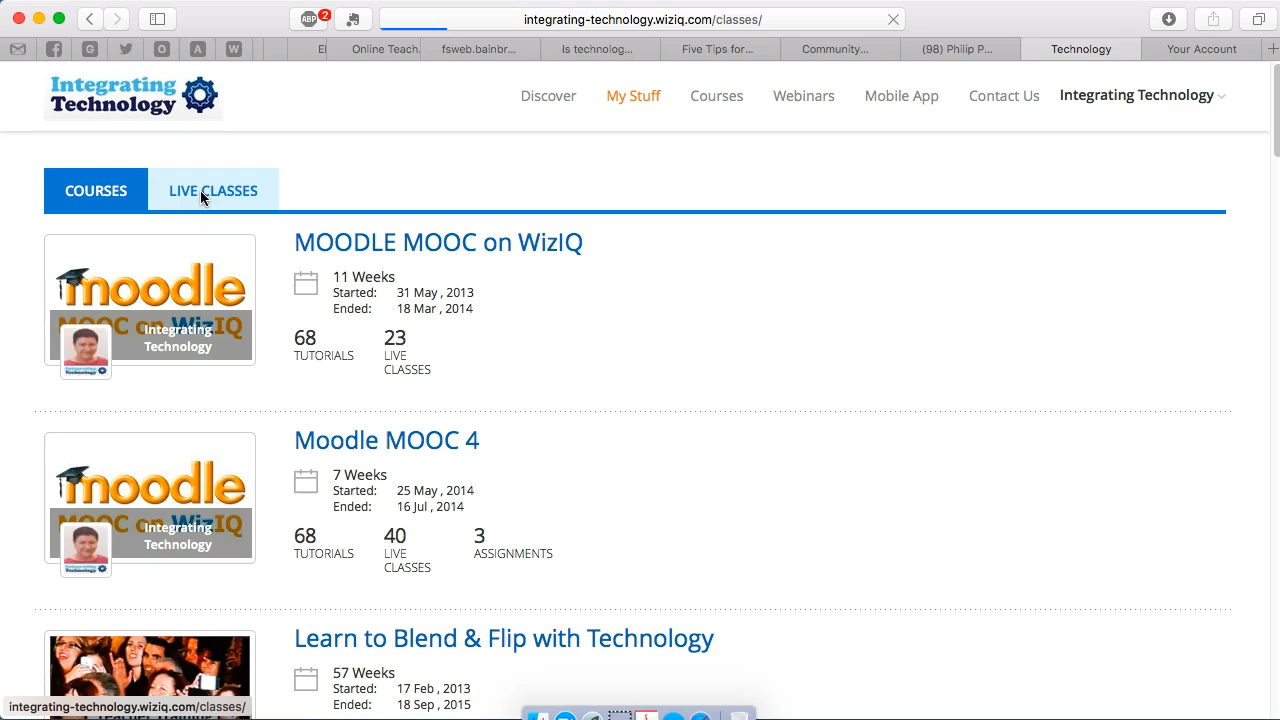 ABP 2 integrating-technology.wiziq.com/classes/
Online Teach. fsweb.bainbr... Is technolog... Five Tips for... Community... (98) Philip P... Technology Your Account
Integrating
Technology
Discover My Stuff Courses Webinars Mobile App Contact Us Integrating Technology
COURSES LIVE CLASSES
MOODLE MOOC on WizIQ
11 Weeks
Started: 31 May , 2013
Ended: 18 Mar , 2014
68 23
TUTORIALS LIVE
CLASSES
moodle
MOOC on WizIQ
Integrating
Technology
Moodle MOOC 4
7 Weeks
Started: 25 May , 2014
Ended: 16 Jul , 2014
68 40 3
TUTORIALS LIVE ASSIGNMENTS
CLASSES
moodle
MOOC on WizIQ
Integrating
Technology
Learn to Blend & Flip with Technology
57 Weeks
Started: 17 Feb , 2013
Ended: 18 Sep , 2015
integrating-technology.wiziq.com/classes/